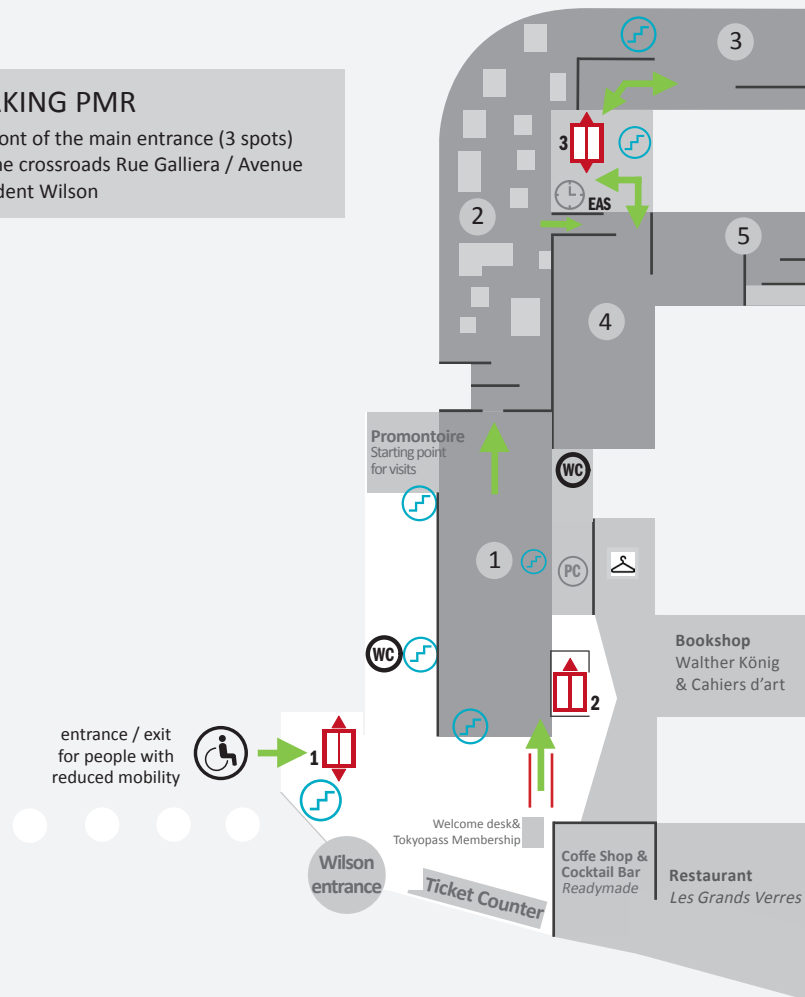 AKING PMR
ont of the main entrance (3 spots)
ne crossroads Rue Galliera / Avenue
dent Wilson
3
3
EAS
2
5
4
Promontoire
Starting point
for visits
WC
1
PC
WC
Bookshop
Walther König
& Cahiers d'art
2
entrance / exit
for people with
reduced mobility
1
Welcome desk&
Tokyopass Membership
Wilson
entrance
Ticket Counter
Coffe Shop &
Cocktail Bar
Readymade
Restaurant
Les Grands Verres